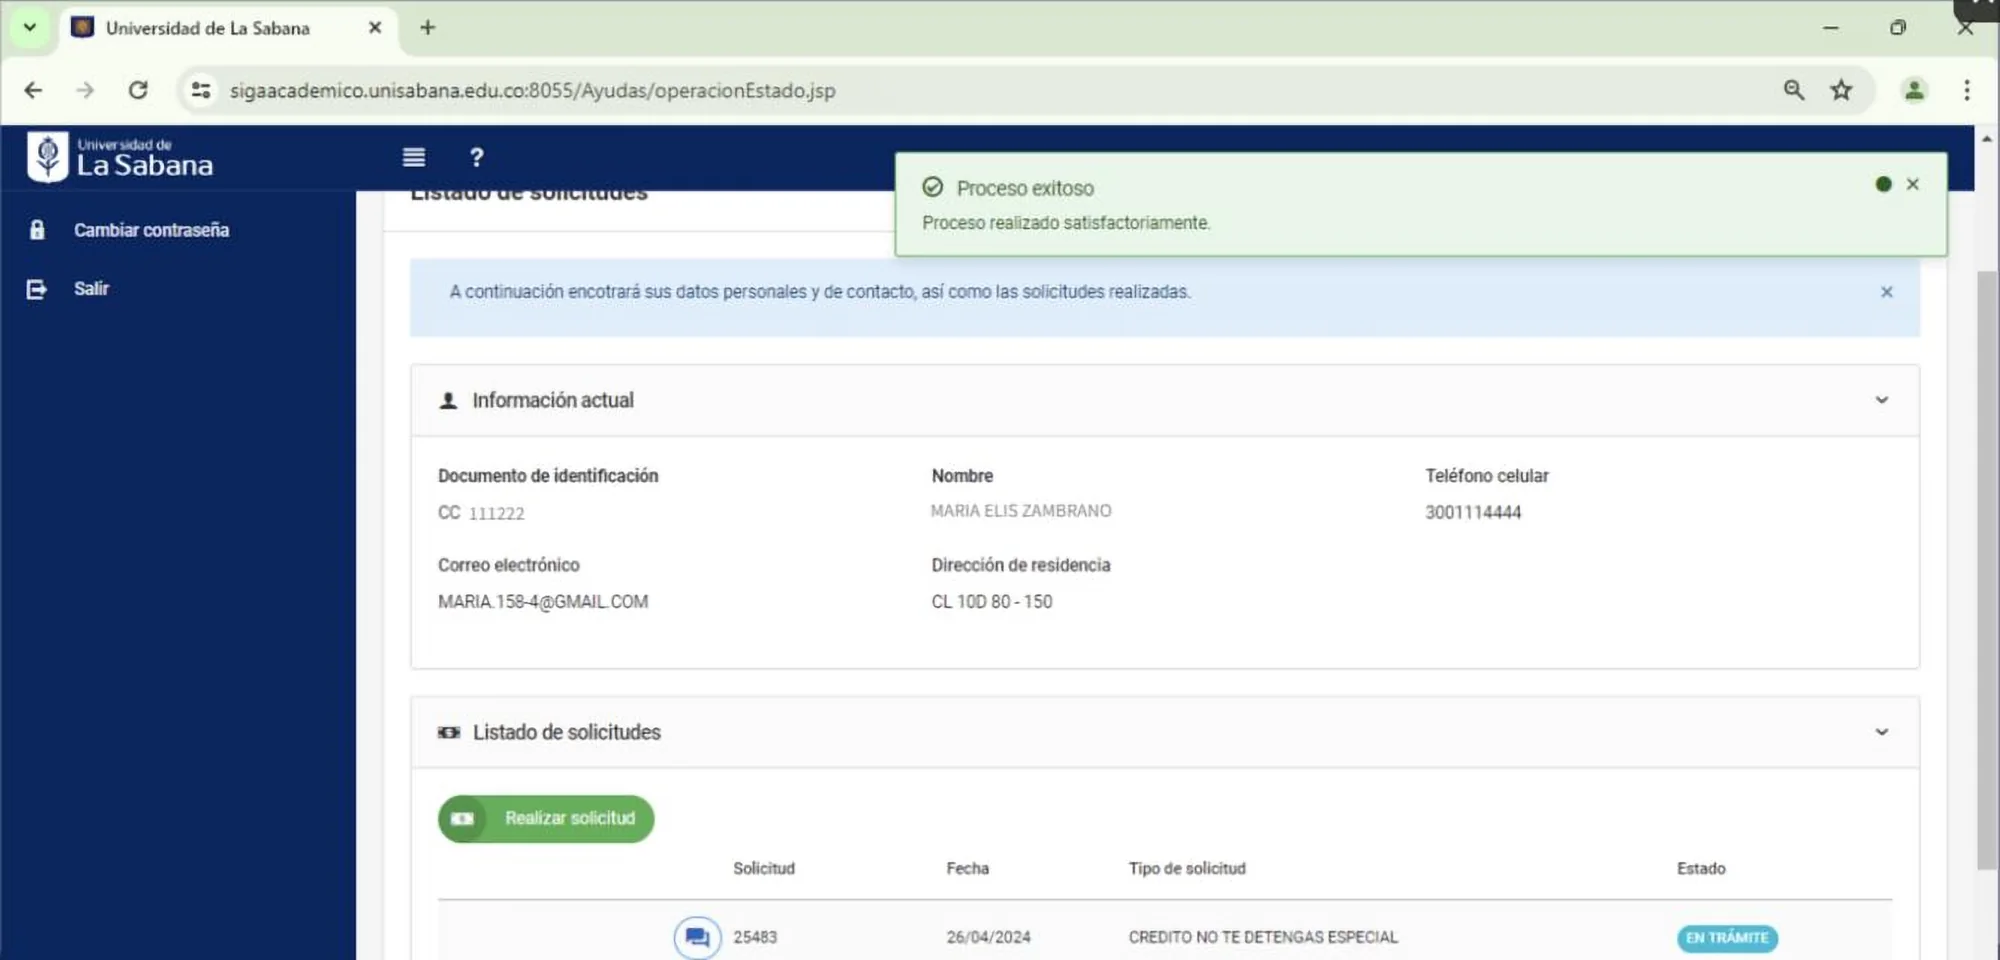 Universidad de La Sabana
sigaacademico.unisabana.edu.co:8055/Ayudas/operacionEstado.jsp
Universidad de
La Sabana
?
Cambiar contraseña
Salir
Listado de solicitudes
Proceso exitoso
Proceso realizado satisfactoriamente.
A continuación encotrará sus datos personales y de contacto, así como las solicitudes realizadas.
Información actual
Documento de identificación Nombre Teléfono celular
CC 111222 MARIA ELIS ZAMBRANO 3001114444
Correo electrónico Dirección de residencia
MARIA.158-4@GMAIL.COM CL 10D 80 - 150
Listado de solicitudes
Realizar solicitud
Solicitud Fecha Tipo de solicitud Estado
25483 26/04/2024 CREDITO NO TE DETENGAS ESPECIAL EN TRÁMITE